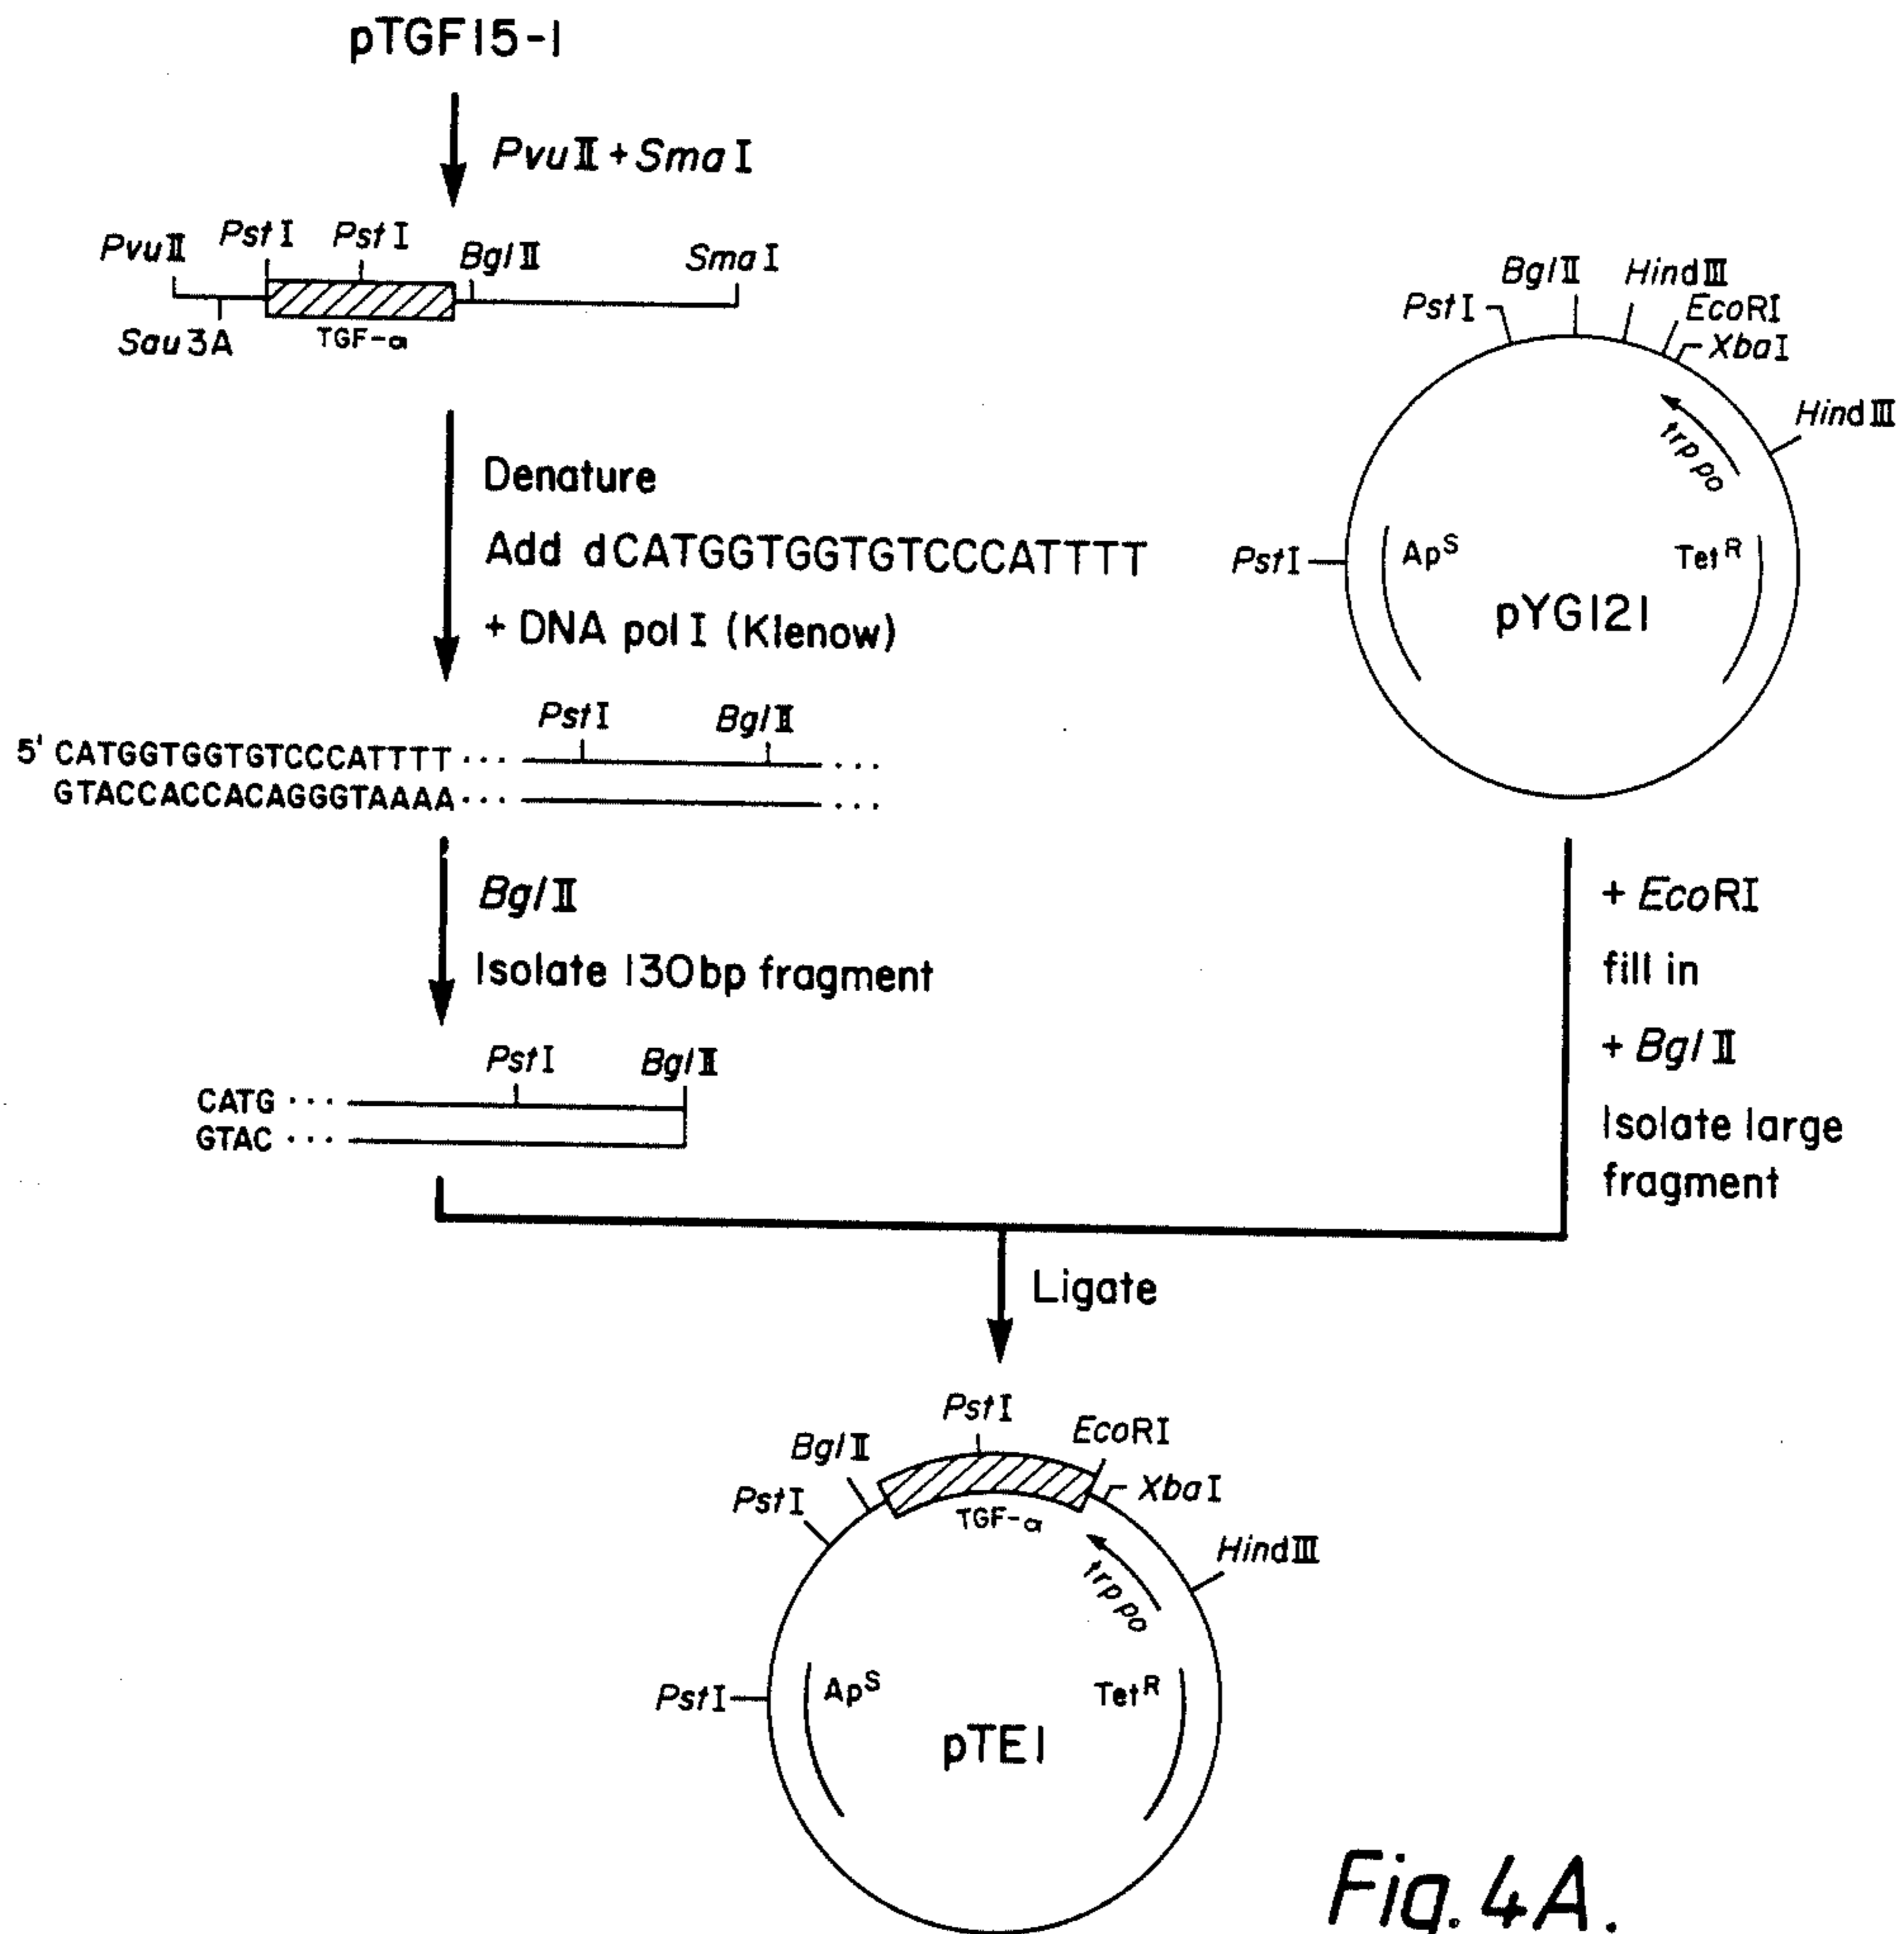 pTGF15-1
PvuII + SmaI
PvuII
PstI
PstI
BglII
SmaI
Sau3A
TGF-α
Denature
Add dCATGGTGGTGTCCCATTTT
+ DNA pol I (Klenow)
PstI
BglII
5' CATGGTGGTGTCCCATTTT... ...
GTACCACCACAGGGTAAAA... ...
BglII
Isolate 130bp fragment
PstI
BglII
CATG ...
GTAC ...
PstI
BglII
HindIII
EcoRI
XbaI
HindIII
trp po
PstI
Ap^S
Tet^R
pYG121
+ EcoRI
fill in
+ BglII
Isolate large
fragment
Ligate
PstI
BglII
EcoRI
XbaI
PstI
TGF-α
HindIII
trp po
PstI
Ap^S
Tet^R
pTE1
Fig. 4A.